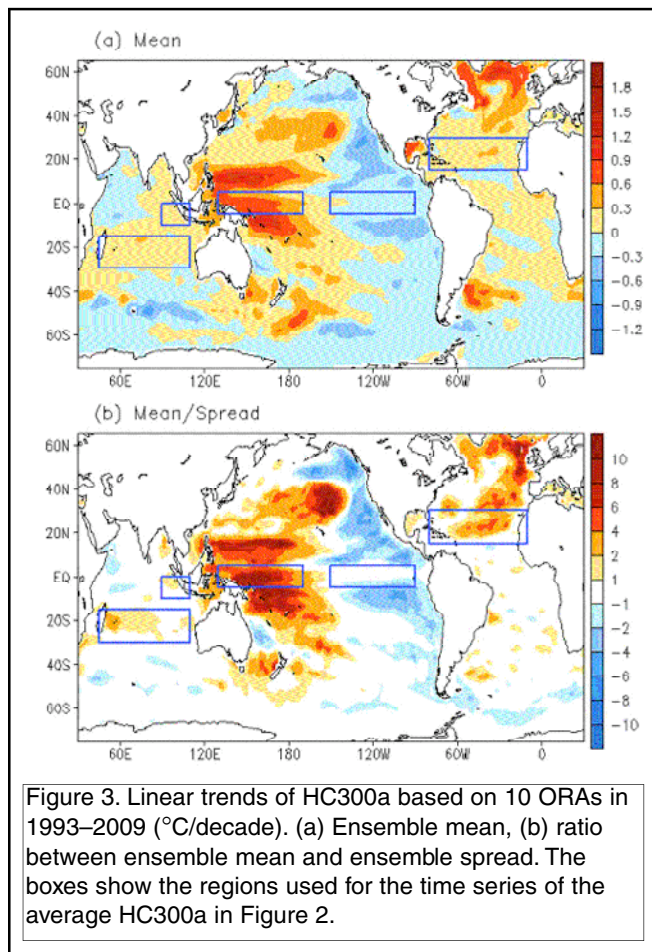 (a) Mean
60N
40N
20N
EQ
20S
40S
60S
60E
120E
180
120W
60W
0
1.8
1.5
1.2
0.9
0.6
0.3
0
-0.3
-0.6
-0.9
-1.2
(b) Mean/Spread
60N
40N
20N
EQ
20S
40S
60S
60E
120E
180
120W
60W
0
10
8
6
4
2
1
-1
-2
-4
-6
-8
-10
Figure 3. Linear trends of HC300a based on 10 ORAs in
1993–2009 (°C/decade). (a) Ensemble mean, (b) ratio
between ensemble mean and ensemble spread. The
boxes show the regions used for the time series of the
average HC300a in Figure 2.